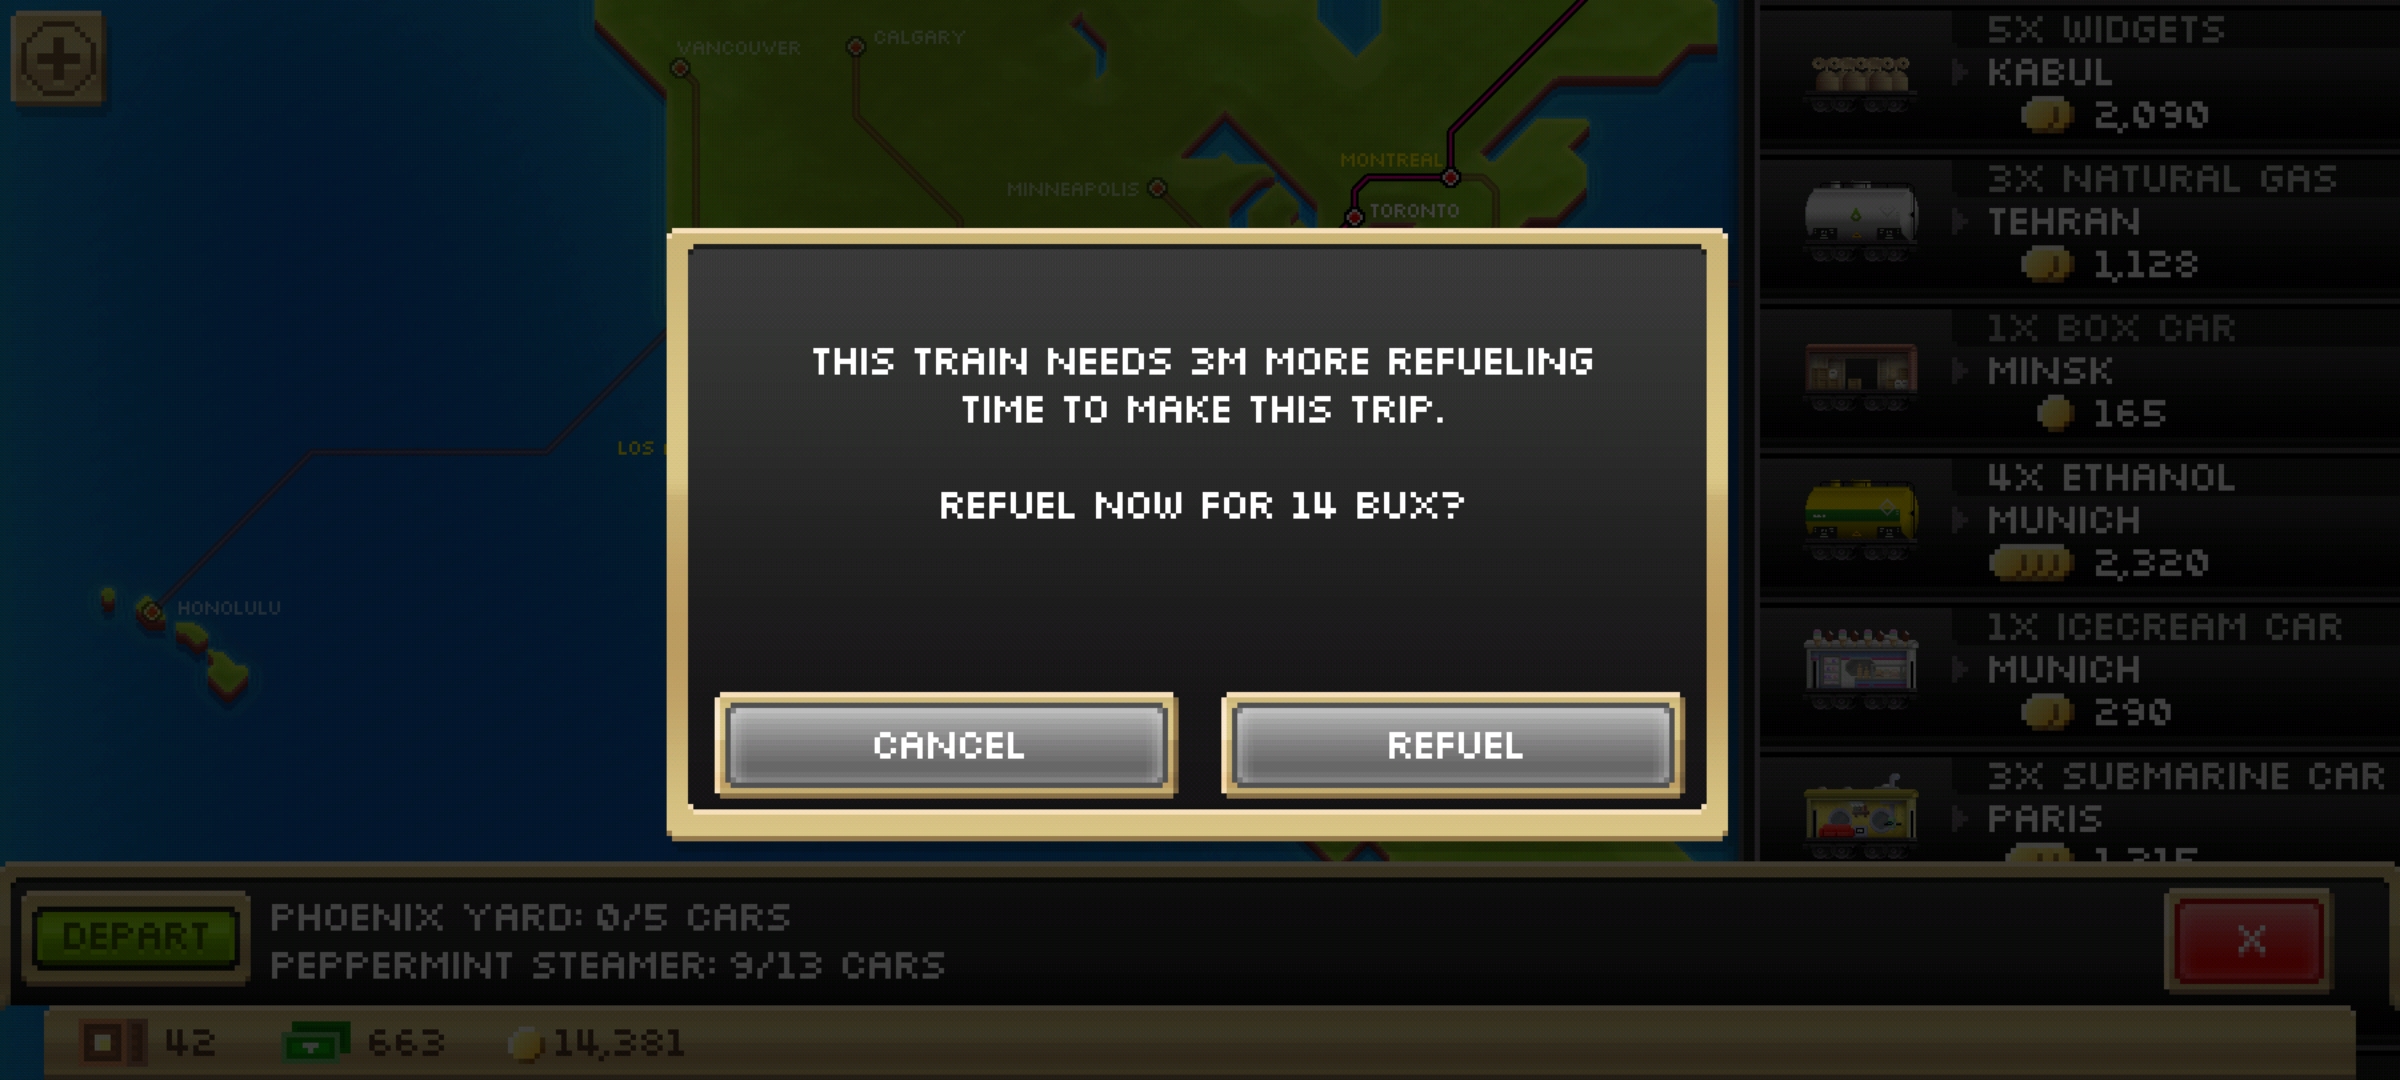 VANCOUVER
CALGARY
MINNEAPOLIS
MONTREAL
TORONTO
LOS
HONOLULU
THIS TRAIN NEEDS 3M MORE REFUELING
TIME TO MAKE THIS TRIP.
REFUEL NOW FOR 14 BUX?
CANCEL
REFUEL
5X WIDGETS
KABUL
2,090
3X NATURAL GAS
TEHRAN
1,128
1X BOX CAR
MINSK
165
4X ETHANOL
MUNICH
2,320
1X ICECREAM CAR
MUNICH
290
3X SUBMARINE CAR
PARIS
DEPART
PHOENIX YARD: 0/5 CARS
PEPPERMINT STEAMER: 9/13 CARS
X
42
663
14,381